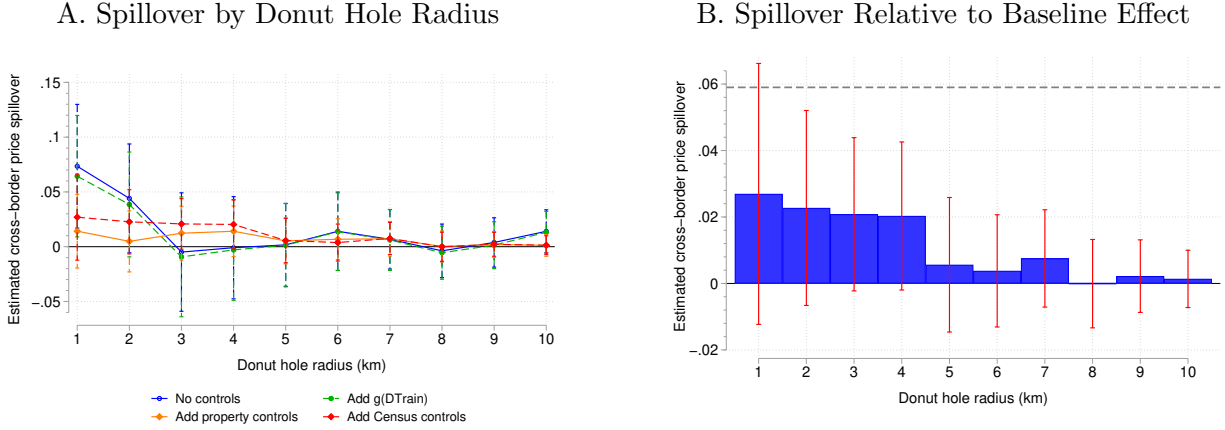 A. Spillover by Donut Hole Radius
Estimated cross−border price spillover
.15
.1
.05
0
−.05
1 2 3 4 5 6 7 8 9 10
Donut hole radius (km)
No controls
Add g(DTrain)
Add property controls
Add Census controls
B. Spillover Relative to Baseline Effect
Estimated cross−border price spillover
.06
.04
.02
0
−.02
1 2 3 4 5 6 7 8 9 10
Donut hole radius (km)